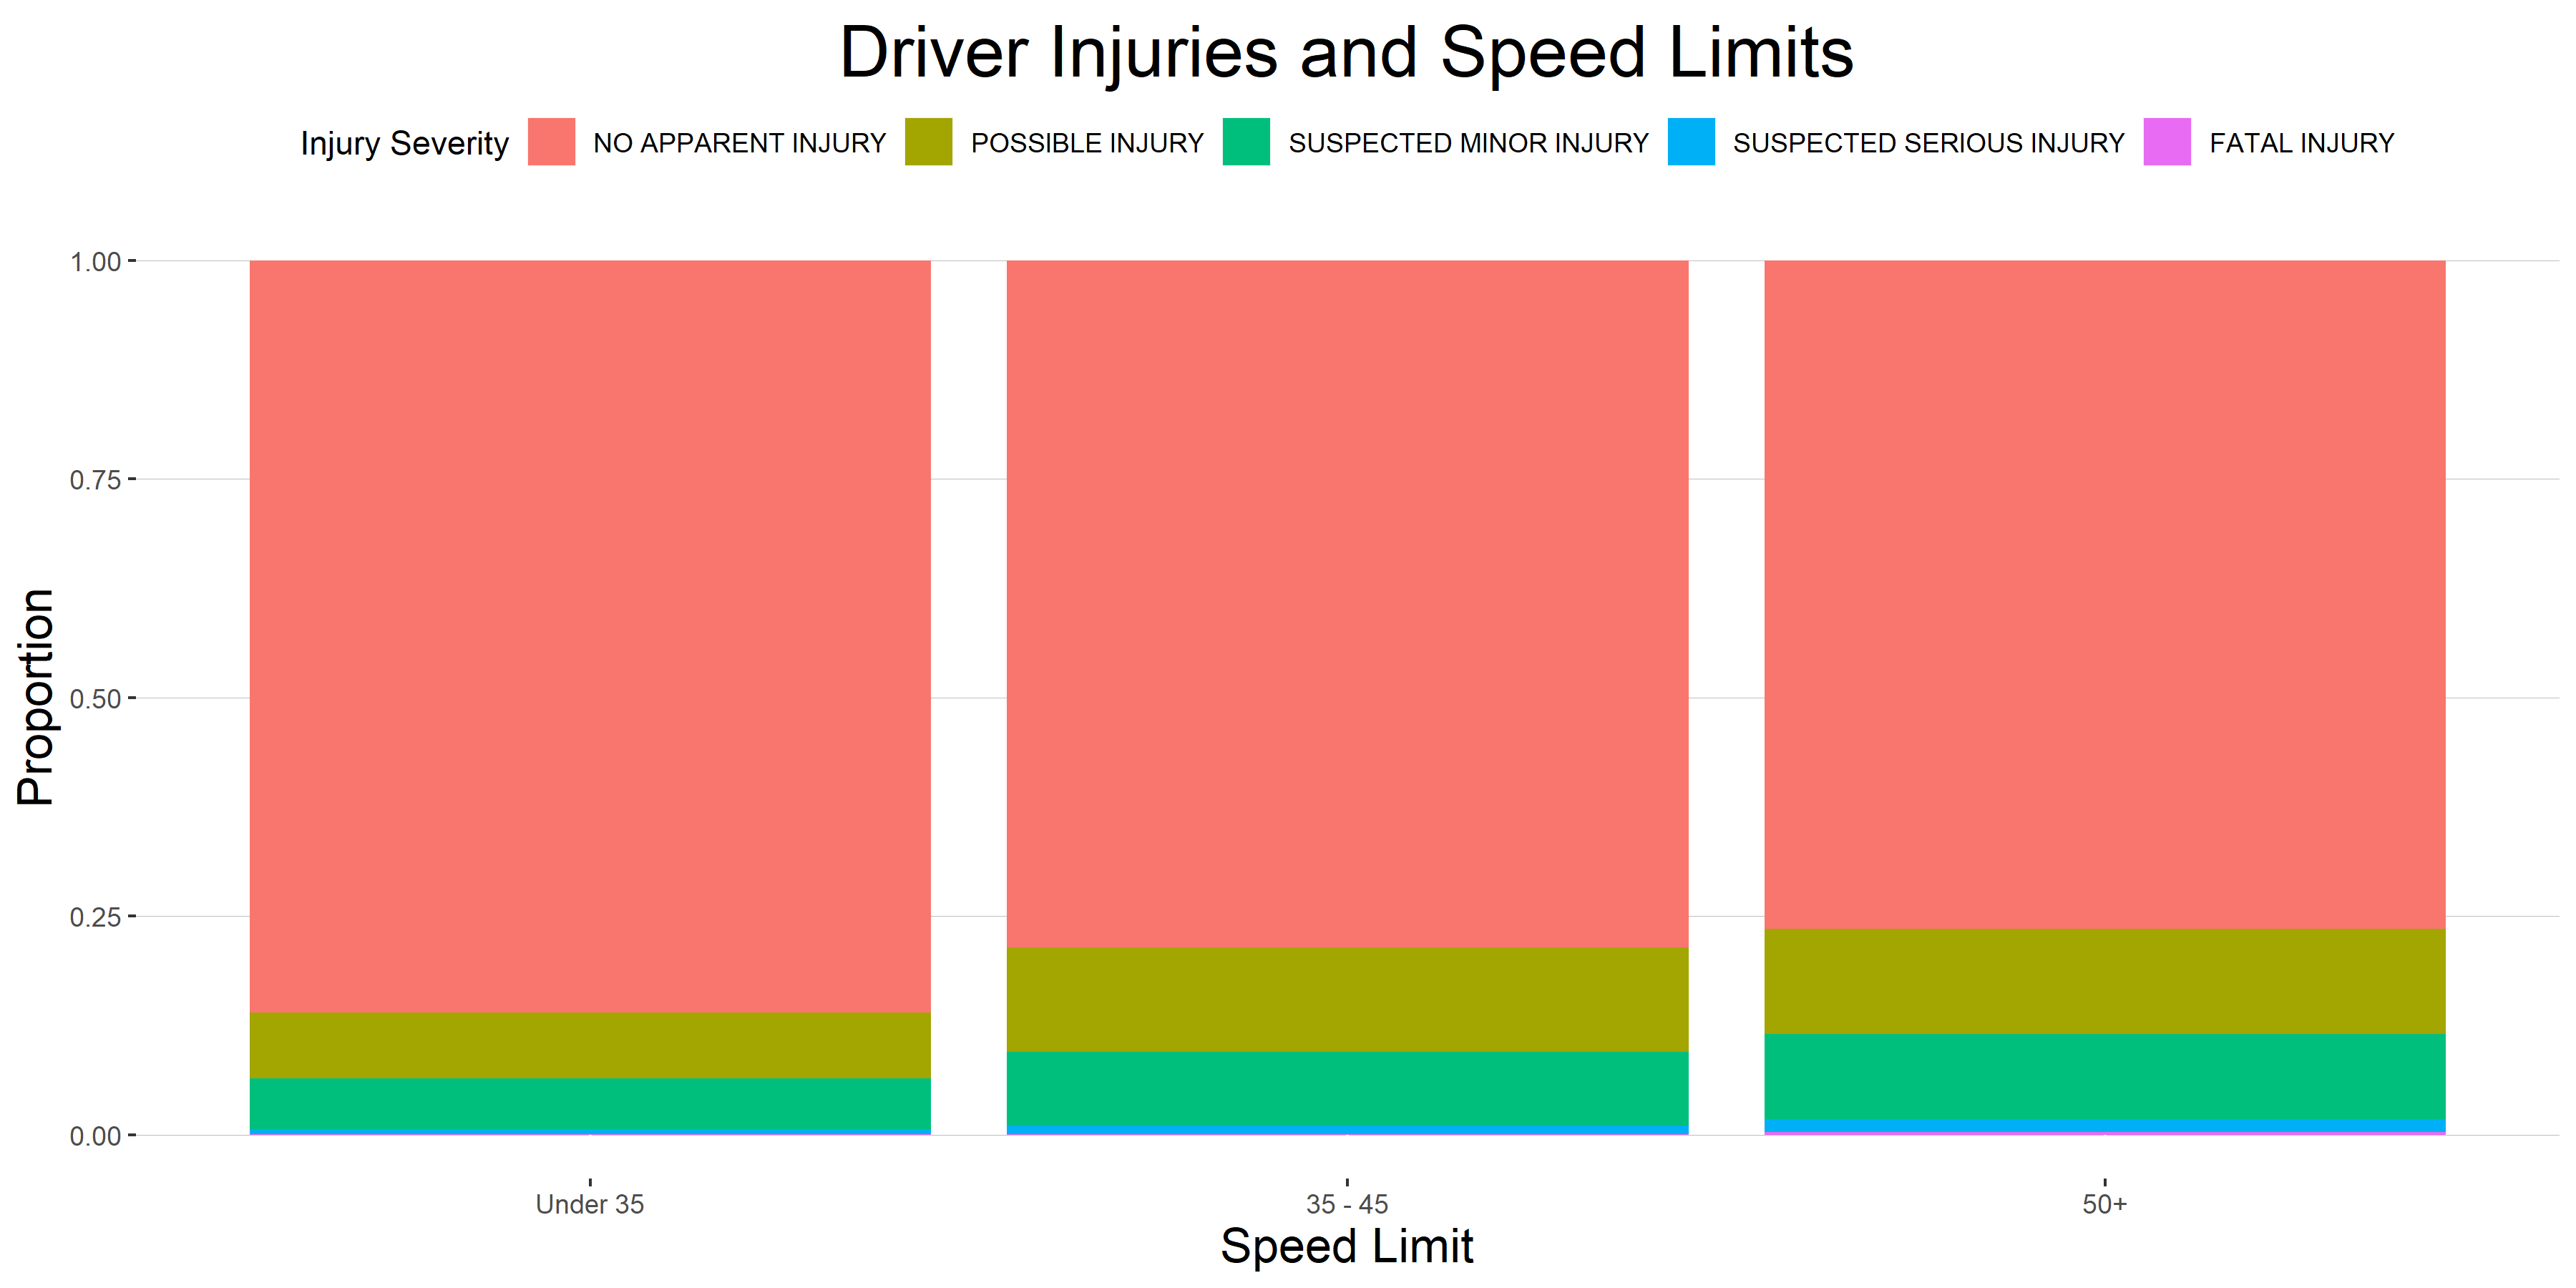 Driver Injuries and Speed Limits
Injury Severity NO APPARENT INJURY POSSIBLE INJURY SUSPECTED MINOR INJURY SUSPECTED SERIOUS INJURY FATAL INJURY
Proportion
1.00
0.75
0.50
0.25
0.00
Under 35 35 - 45 50+
Speed Limit